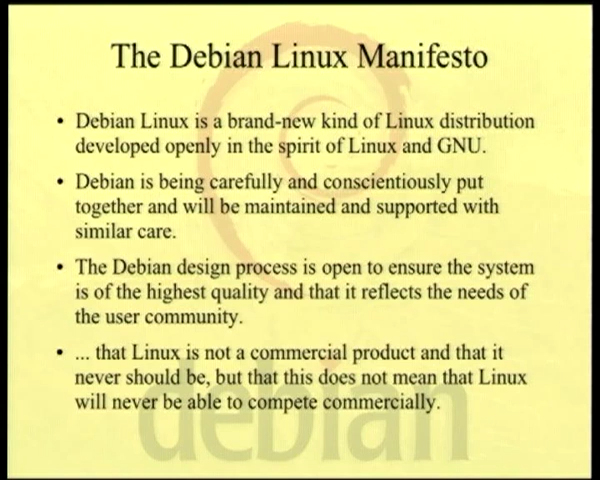 The Debian Linux Manifesto
• Debian Linux is a brand-new kind of Linux distribution
developed openly in the spirit of Linux and GNU.
• Debian is being carefully and conscientiously put
together and will be maintained and supported with
similar care.
• The Debian design process is open to ensure the system
is of the highest quality and that it reflects the needs of
the user community.
• ... that Linux is not a commercial product and that it
never should be, but that this does not mean that Linux
will never be able to compete commercially.
debian